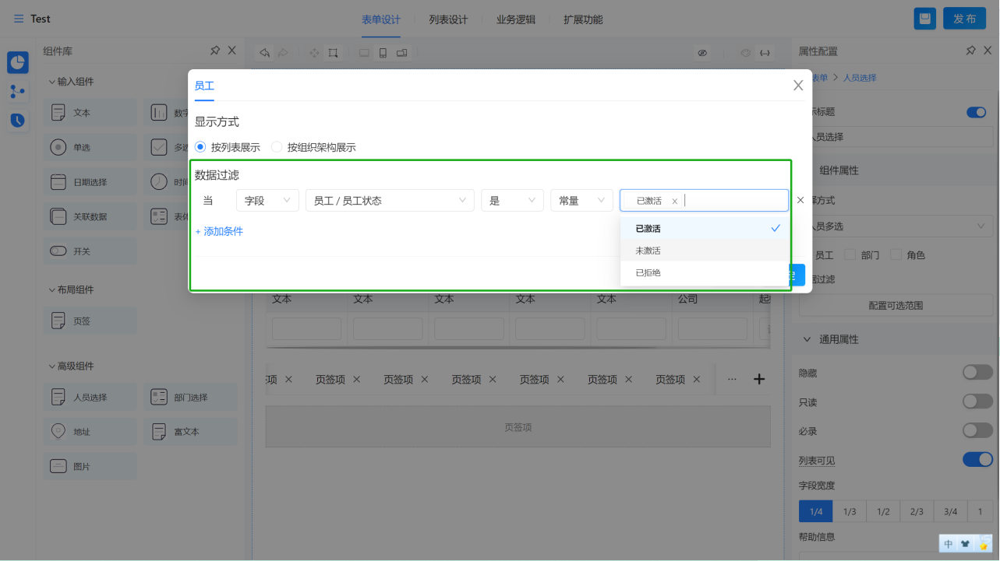 Test
表单设计
列表设计
业务逻辑
扩展功能
发布
组件库
输入组件
文本
数字
单选
多选
日期选择
时间
关联数据
表体
开关
布局组件
页签
高级组件
人员选择
部门选择
地址
富文本
图片
员工
显示方式
按列表展示
按组织架构展示
数据过滤
当
字段
员工 / 员工状态
是
常量
已激活
+ 添加条件
已激活
未激活
已拒绝
文本 文本 文本 文本 文本 公司
项 页签项 页签项 页签项 页签项 页签项 页签项 ...
页签项
属性配置
表单 > 人员选择
示标题
人员选择
组件属性
择方式
人员多选
员工 部门 角色
据过滤
配置可选范围
通用属性
隐藏
只读
必录
列表可见
字段宽度
1/4 1/3 1/2 2/3 3/4 1
帮助信息
中